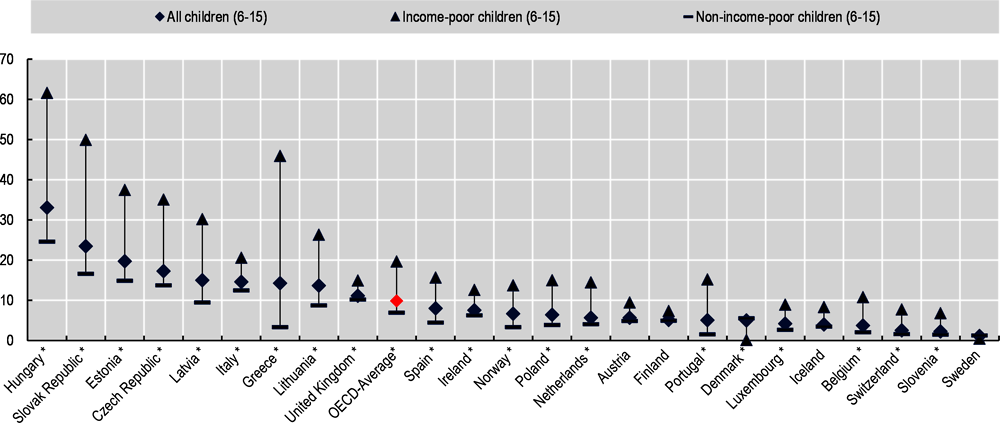 All children (6-15) Income-poor children (6-15) Non-income-poor children (6-15)
70
60
50
40
30
20
10
0
Hungary*
Slovak Republic*
Estonia*
Czech Republic*
Latvia*
Italy*
Greece*
Lithuania*
United Kingdom*
OECD-Average*
Spain*
Ireland*
Norway*
Poland*
Netherlands*
Austria
Finland
Portugal*
Denmark*
Luxembourg*
Iceland
Belgium*
Switzerland*
Slovenia*
Sweden